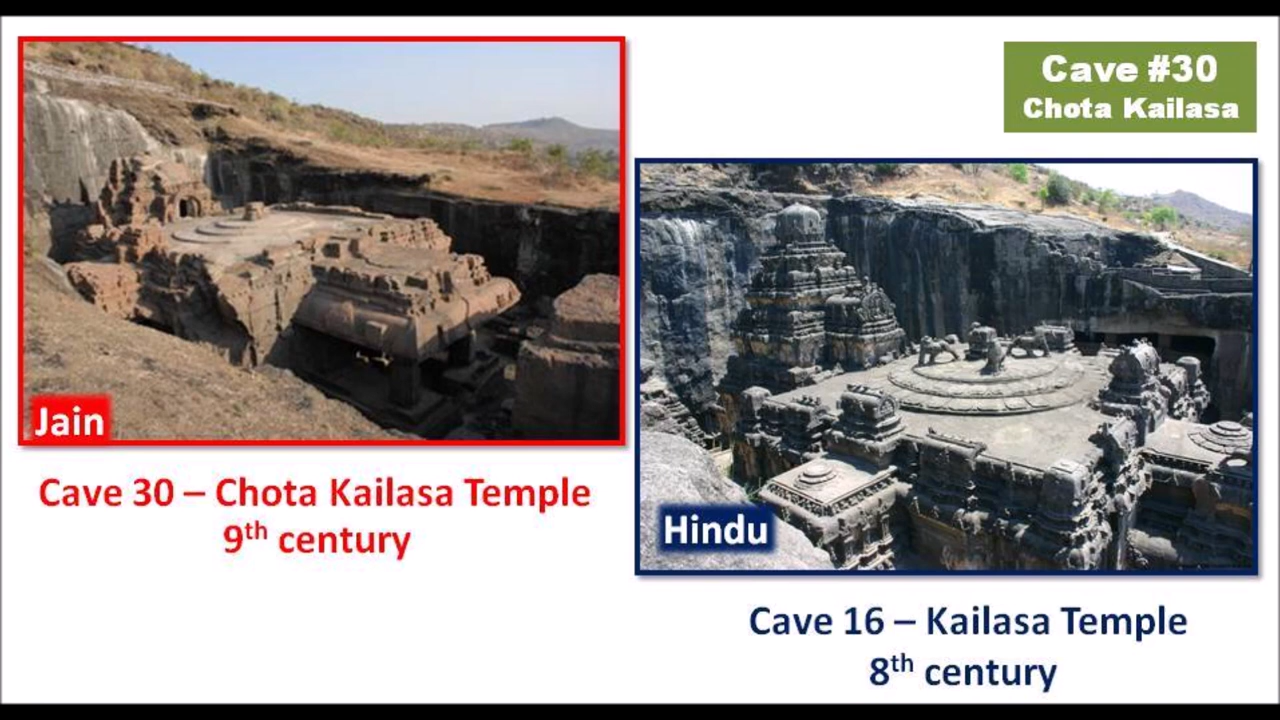 Cave #30
Chota Kailasa
Jain
Cave 30 – Chota Kailasa Temple
9th century
Hindu
Cave 16 – Kailasa Temple
8th century